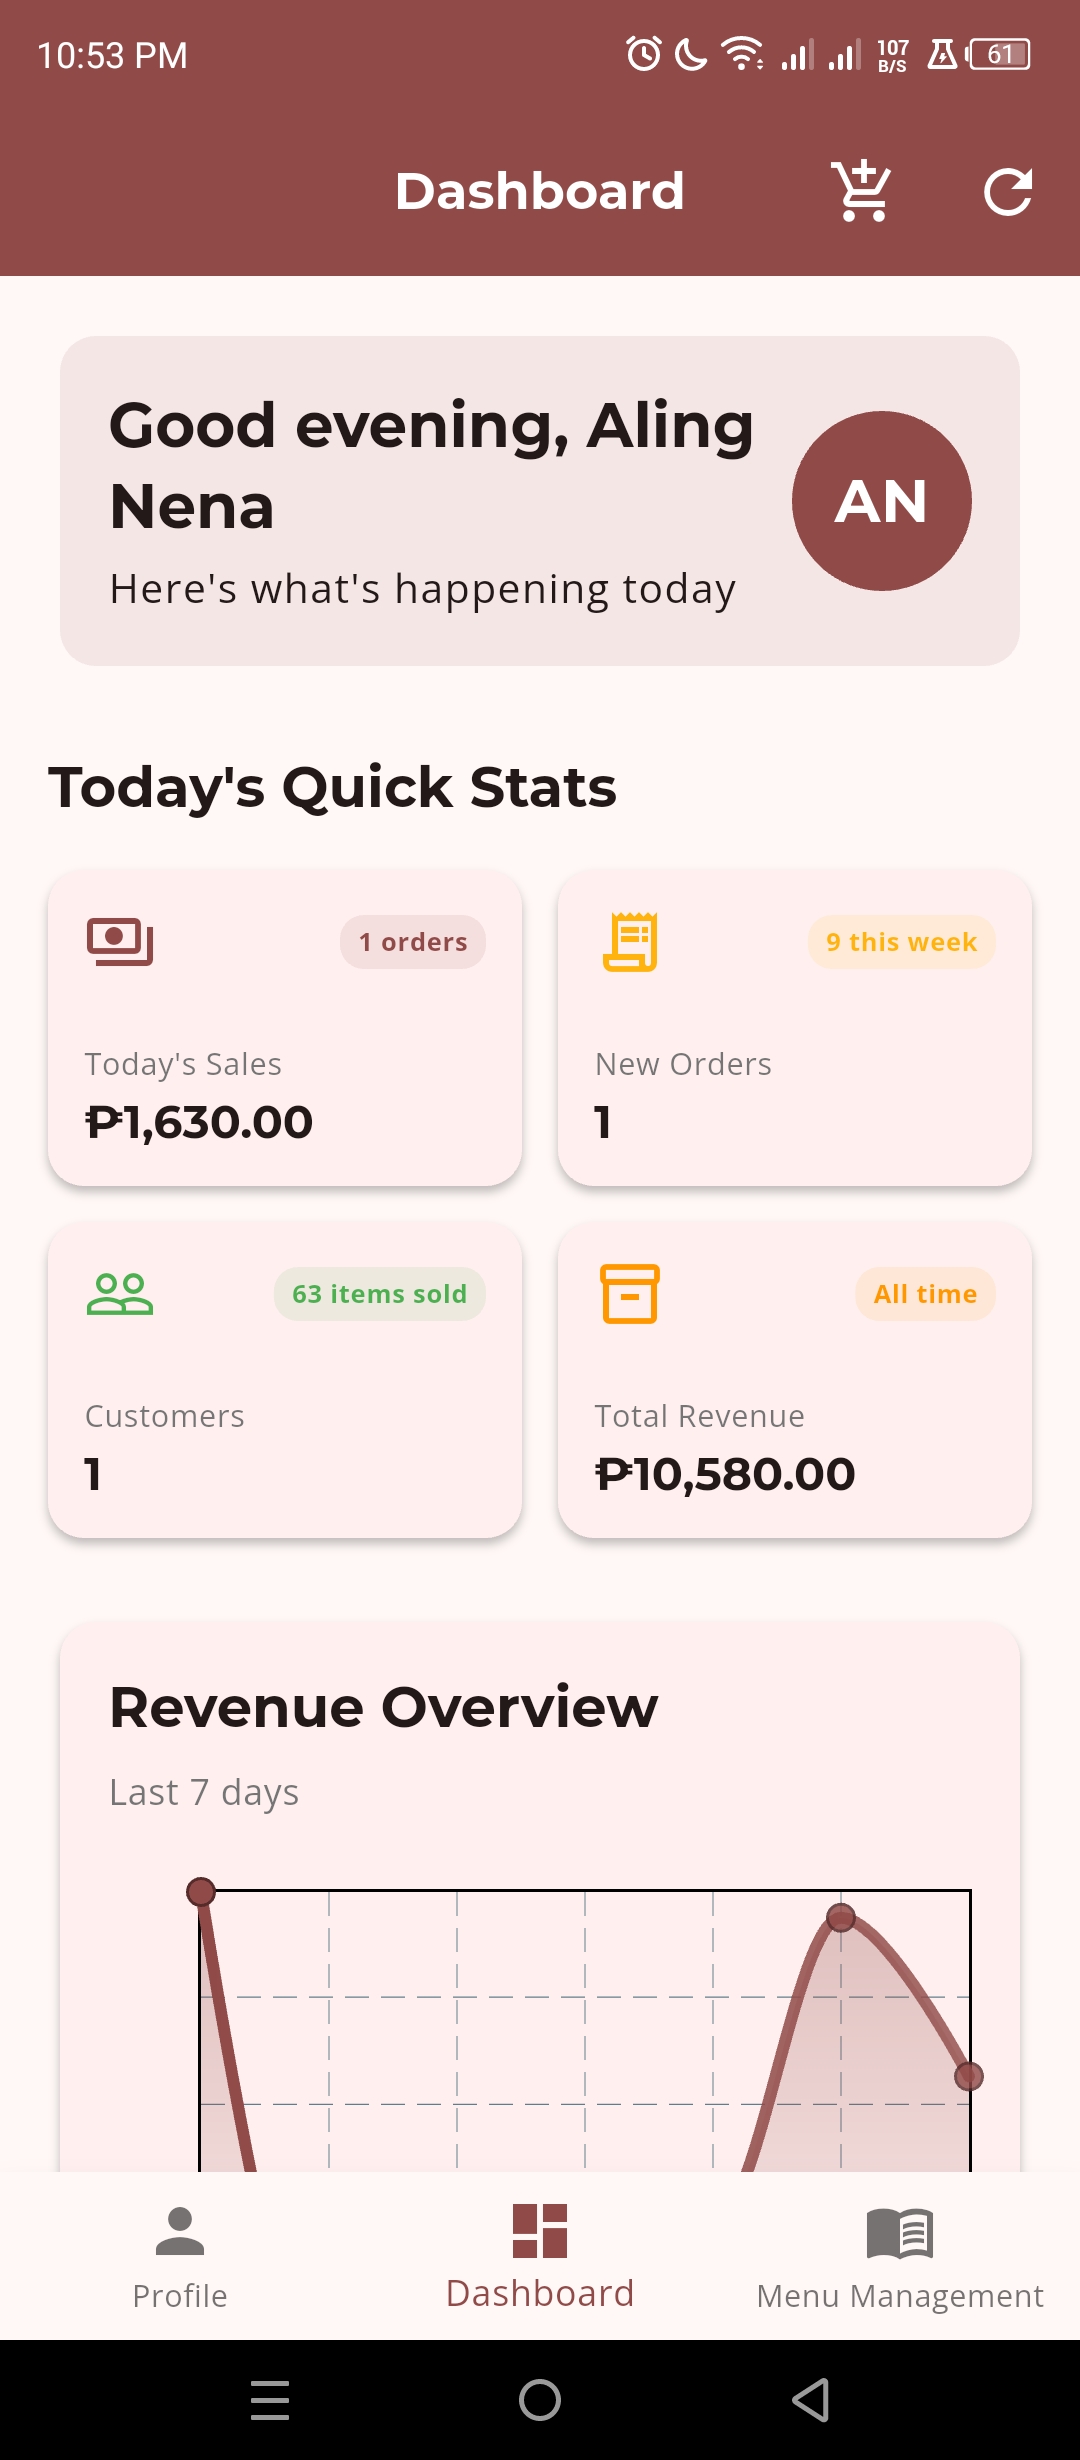 10:53 PM
107
B/S
61
Dashboard
Good evening, Aling
Nena
Here's what's happening today
AN
Today's Quick Stats
1 orders
Today's Sales
₱1,630.00
9 this week
New Orders
1
63 items sold
Customers
1
All time
Total Revenue
₱10,580.00
Revenue Overview
Last 7 days
Profile
Dashboard
Menu Management